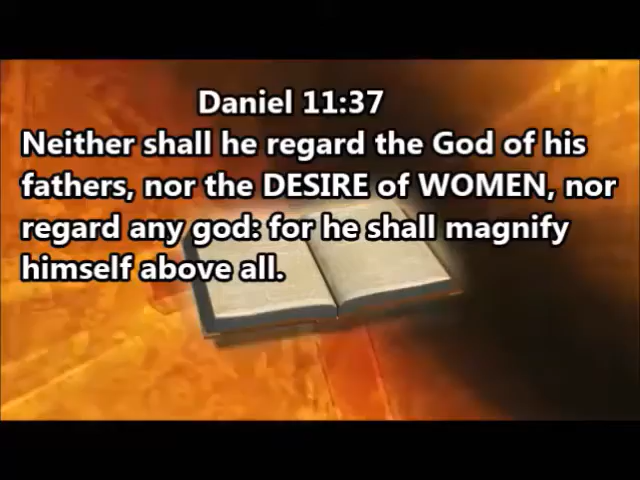 Daniel 11:37
Neither shall he regard the God of his
fathers, nor the DESIRE of WOMEN, nor
regard any god: for he shall magnify
himself above all.